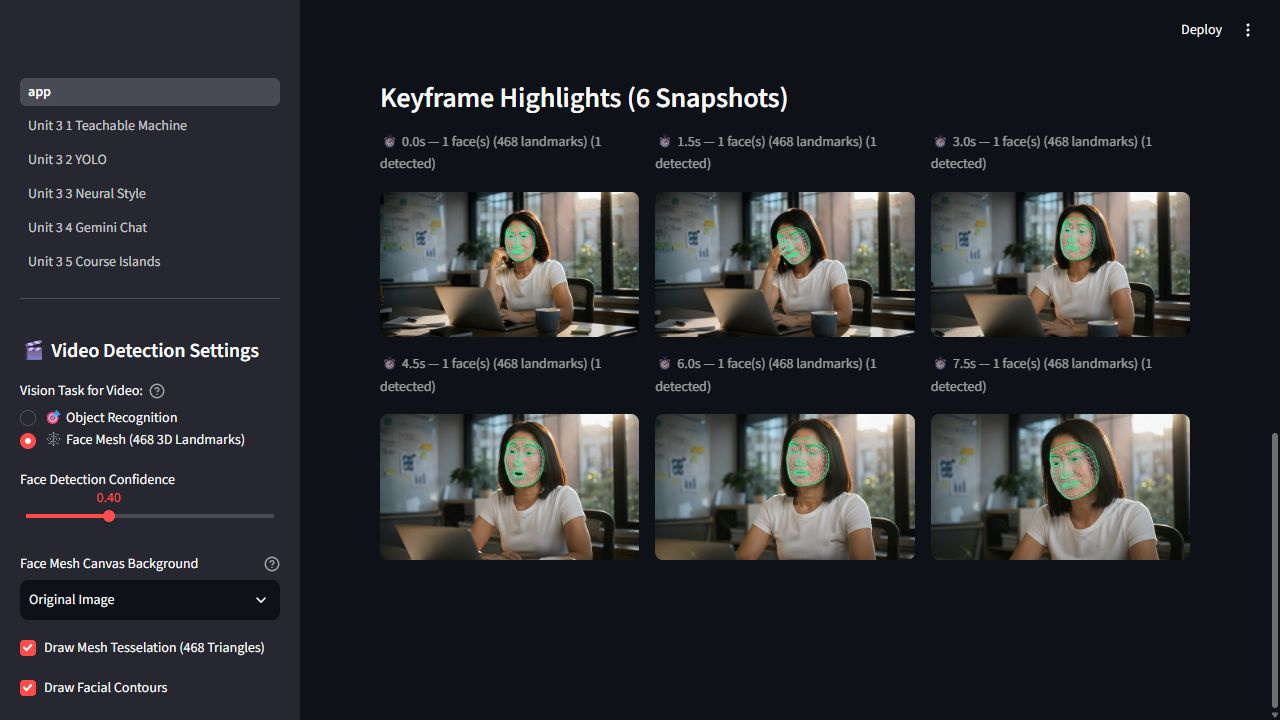 Deploy
app
Unit 3 1 Teachable Machine
Unit 3 2 YOLO
Unit 3 3 Neural Style
Unit 3 4 Gemini Chat
Unit 3 5 Course Islands
Video Detection Settings
Vision Task for Video:
Object Recognition
Face Mesh (468 3D Landmarks)
Face Detection Confidence
0.40
Face Mesh Canvas Background
Original Image
Draw Mesh Tesselation (468 Triangles)
Draw Facial Contours
Keyframe Highlights (6 Snapshots)
0.0s — 1 face(s) (468 landmarks) (1
detected)
1.5s — 1 face(s) (468 landmarks) (1
detected)
3.0s — 1 face(s) (468 landmarks) (1
detected)
4.5s — 1 face(s) (468 landmarks) (1
detected)
6.0s — 1 face(s) (468 landmarks) (1
detected)
7.5s — 1 face(s) (468 landmarks) (1
detected)